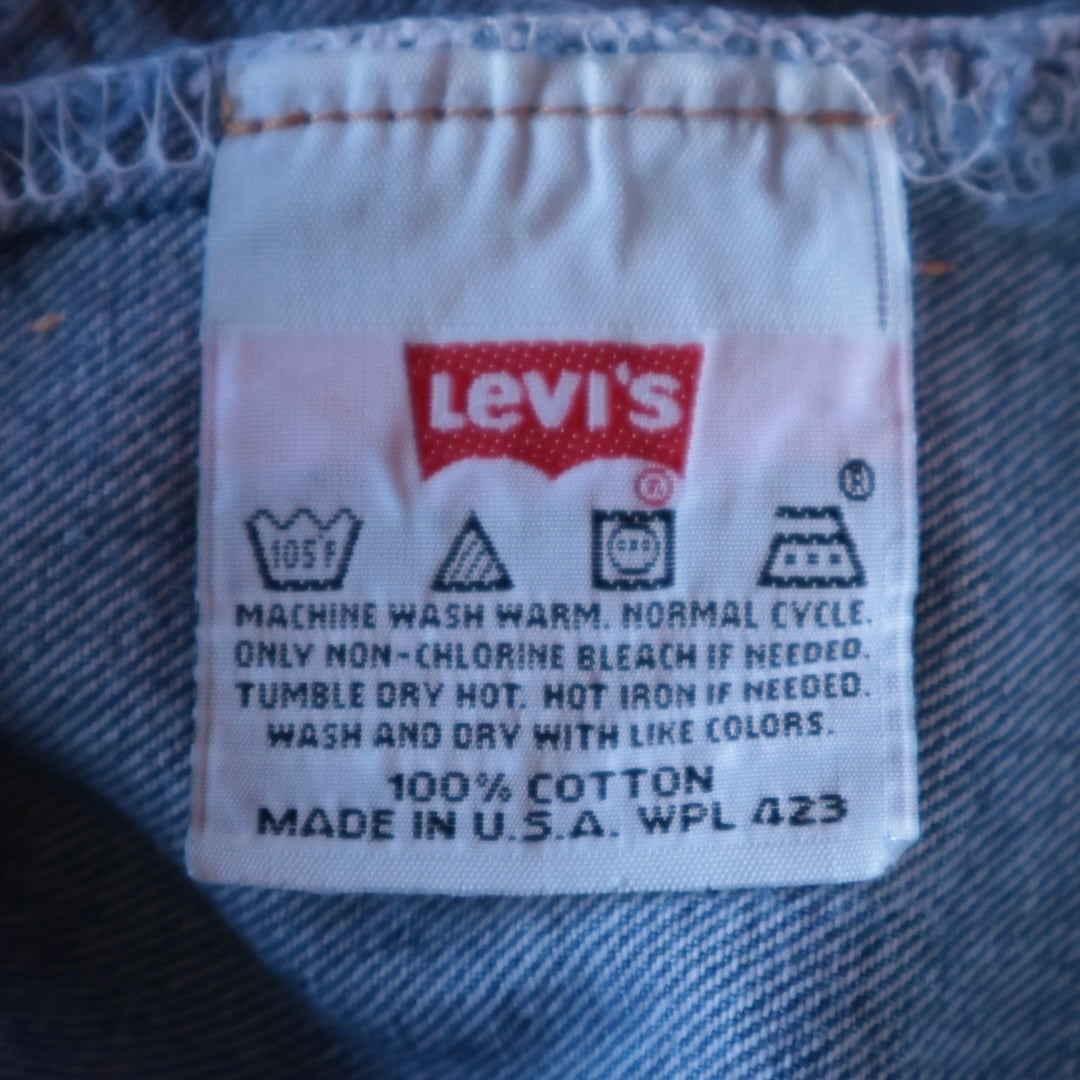 LEVI'S
®
®
105°F
MACHINE WASH WARM. NORMAL CYCLE.
ONLY NON-CHLORINE BLEACH IF NEEDED.
TUMBLE DRY HOT. HOT IRON IF NEEDED.
WASH AND DRY WITH LIKE COLORS.
100% COTTON
MADE IN U.S.A. WPL 423